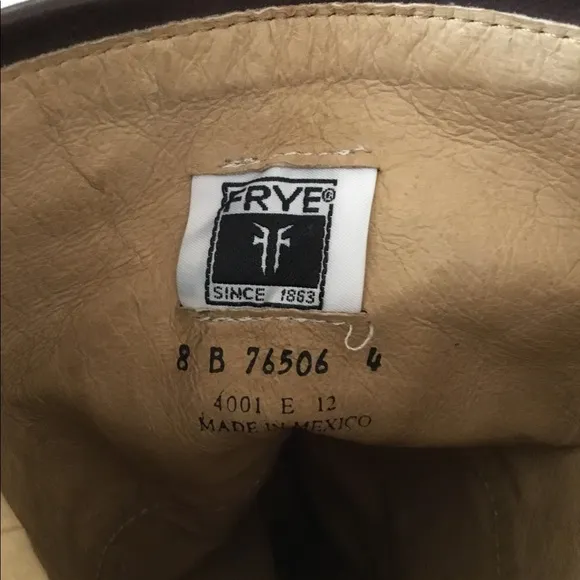 FRYE®
SINCE 1863
8 B 76506 4
4001 E 12
MADE IN MEXICO